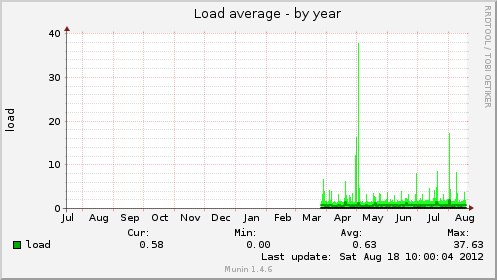 Load average - by year
RRDTOOL / TOBI OETIKER
load
40
30
20
10
0
Jul Aug Sep Oct Nov Dec Jan Feb Mar Apr May Jun Jul Aug
Cur: Min: Avg: Max:
load 0.58 0.00 0.63 37.63
Last update: Sat Aug 18 10:00:04 2012
Munin 1.4.6